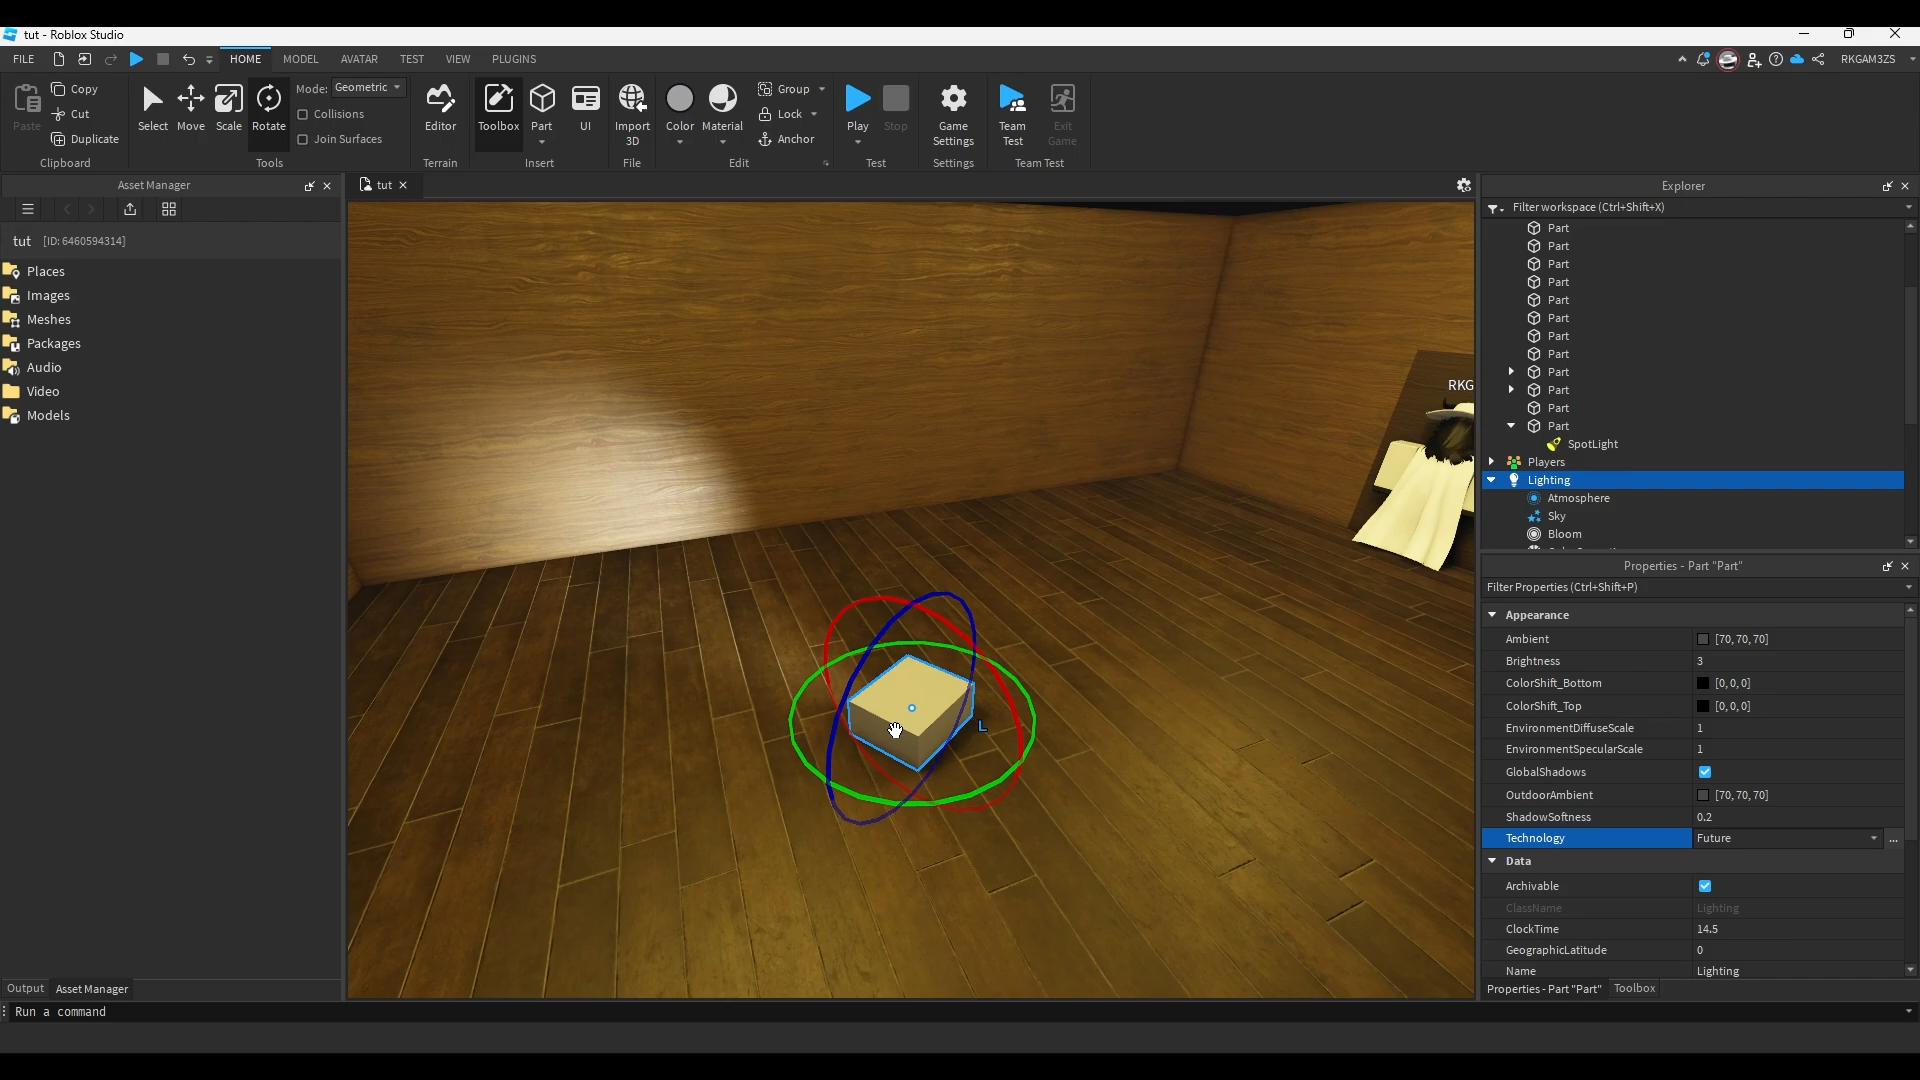 tut - Roblox Studio
FILE HOME MODEL AVATAR TEST VIEW PLUGINS RKGAM3ZS
Paste Copy Cut Duplicate Clipboard
Select Move Scale Rotate Mode: Geometric Collisions Join Surfaces Tools
Editor Terrain
Toolbox Part UI Insert
Import 3D File
Color Material Group Lock Anchor Edit
Play Stop Test
Game Settings Settings
Team Test Exit Game Team Test
Asset Manager
tut [ID: 6460594314]
Places
Images
Meshes
Packages
Audio
Video
Models
Output Asset Manager
tut
RKG
L
Explorer
Filter workspace (Ctrl+Shift+X)
Part
Part
Part
Part
Part
Part
Part
Part
Part
Part
Part
Part
SpotLight
Players
Lighting
Atmosphere
Sky
Bloom
Properties - Part "Part"
Filter Properties (Ctrl+Shift+P)
Appearance
Ambient [70, 70, 70]
Brightness 3
ColorShift_Bottom [0, 0, 0]
ColorShift_Top [0, 0, 0]
EnvironmentDiffuseScale 1
EnvironmentSpecularScale 1
GlobalShadows
OutdoorAmbient [70, 70, 70]
ShadowSoftness 0.2
Technology Future ...
Data
Archivable
ClassName Lighting
ClockTime 14.5
GeographicLatitude 0
Name Lighting
Properties - Part "Part" Toolbox
Run a command